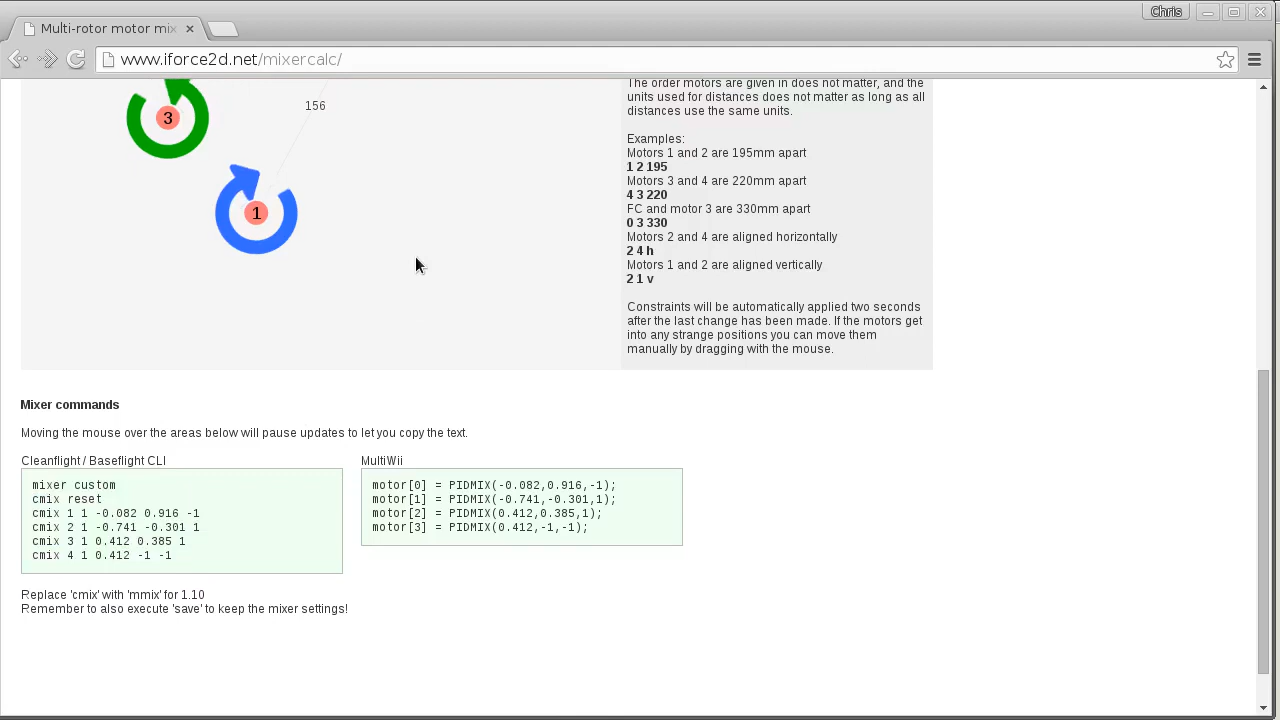 Chris
Multi-rotor motor mix
www.iforce2d.net/mixercalc/
The order motors are given in does not matter, and the
units used for distances does not matter as long as all
distances use the same units.
3
156
1
Examples:
Motors 1 and 2 are 195mm apart
1 2 195
Motors 3 and 4 are 220mm apart
4 3 220
FC and motor 3 are 330mm apart
0 3 330
Motors 2 and 4 are aligned horizontally
2 4 h
Motors 1 and 2 are aligned vertically
2 1 v
Constraints will be automatically applied two seconds
after the last change has been made. If the motors get
into any strange positions you can move them
manually by dragging with the mouse.
Mixer commands
Moving the mouse over the areas below will pause updates to let you copy the text.
Cleanflight / Baseflight CLI
mixer custom
cmix reset
cmix 1 1 -0.082 0.916 -1
cmix 2 1 -0.741 -0.301 1
cmix 3 1 0.412 0.385 1
cmix 4 1 0.412 -1 -1
MultiWii
motor[0] = PIDMIX(-0.082,0.916,-1);
motor[1] = PIDMIX(-0.741,-0.301,1);
motor[2] = PIDMIX(0.412,0.385,1);
motor[3] = PIDMIX(0.412,-1,-1);
Replace 'cmix' with 'mmix' for 1.10
Remember to also execute 'save' to keep the mixer settings!